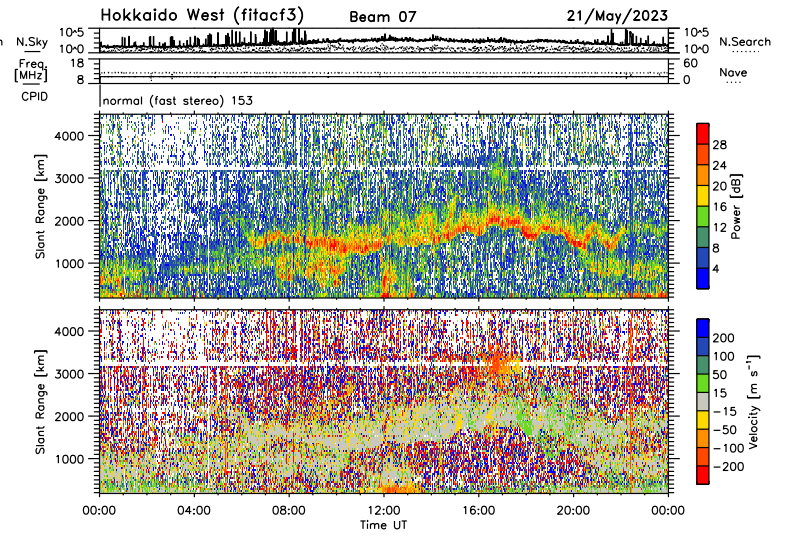 Hokkaido West (fitacf3) Beam 07 21/May/2023
N.Sky 10^5 10^5 N.Search
10^0 10^0
Freq. 18 60 Nave
[MHz] 8 0
CPID normal (fast stereo) 153
Slant Range [km]
4000
3000
2000
1000
28
24
20
16
12
8
4
Power [dB]
Slant Range [km]
4000
3000
2000
1000
200
100
50
15
-15
-50
-100
-200
Velocity [m s⁻¹]
00:00 04:00 08:00 12:00 16:00 20:00 00:00
Time UT